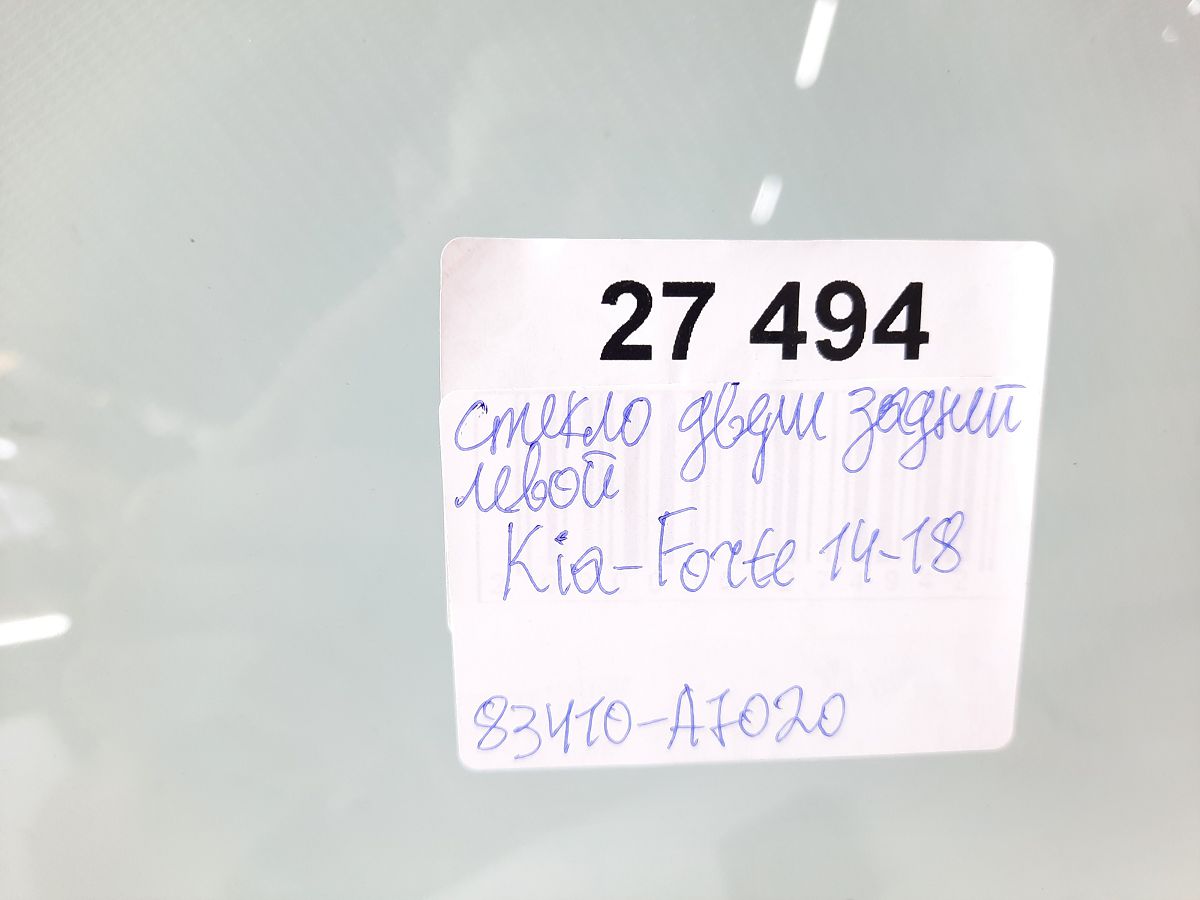 27 494
стекло двери задней
левой
Kia-Forte 14-18
83410-A7020